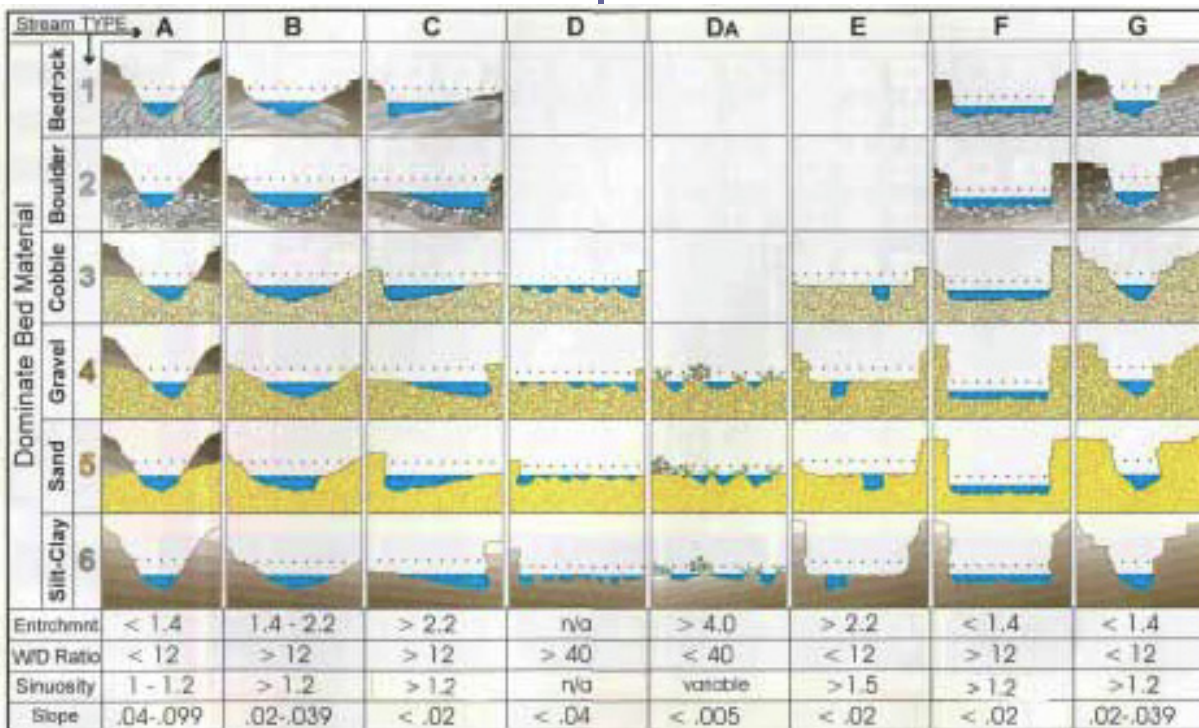 Stream TYPE A B C D DA E F G
Dominate Bed Material
Bedrock 1
Boulder 2
Cobble 3
Gravel 4
Sand 5
Silt-Clay 6
Entrchmnt. < 1.4 1.4 - 2.2 > 2.2 n/a > 4.0 > 2.2 < 1.4 < 1.4
W/D Ratio < 12 > 12 > 12 > 40 < 40 < 12 > 12 < 12
Sinuosity 1 - 1.2 > 1.2 > 1.2 n/a variable >1.5 >1.2 >1.2
Slope .04-.099 .02-.039 < .02 < .04 < .005 < .02 < .02 .02-.039